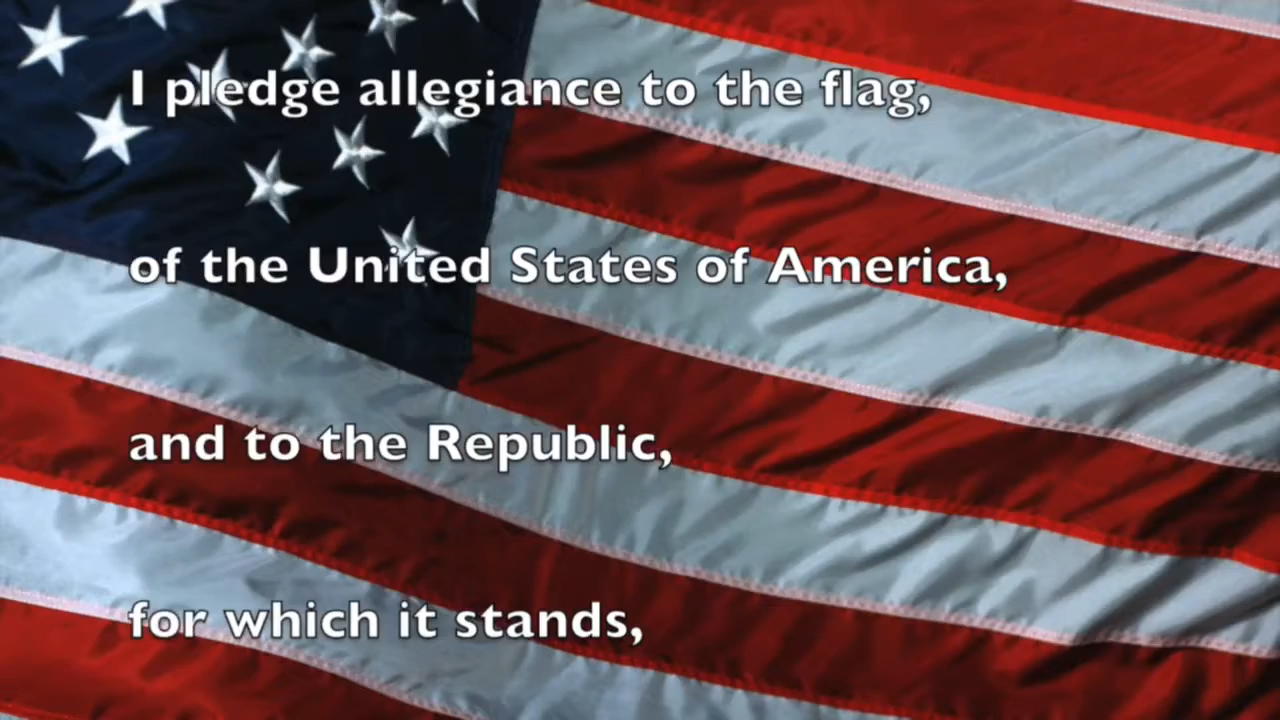 I pledge allegiance to the flag,
of the United States of America,
and to the Republic,
for which it stands,